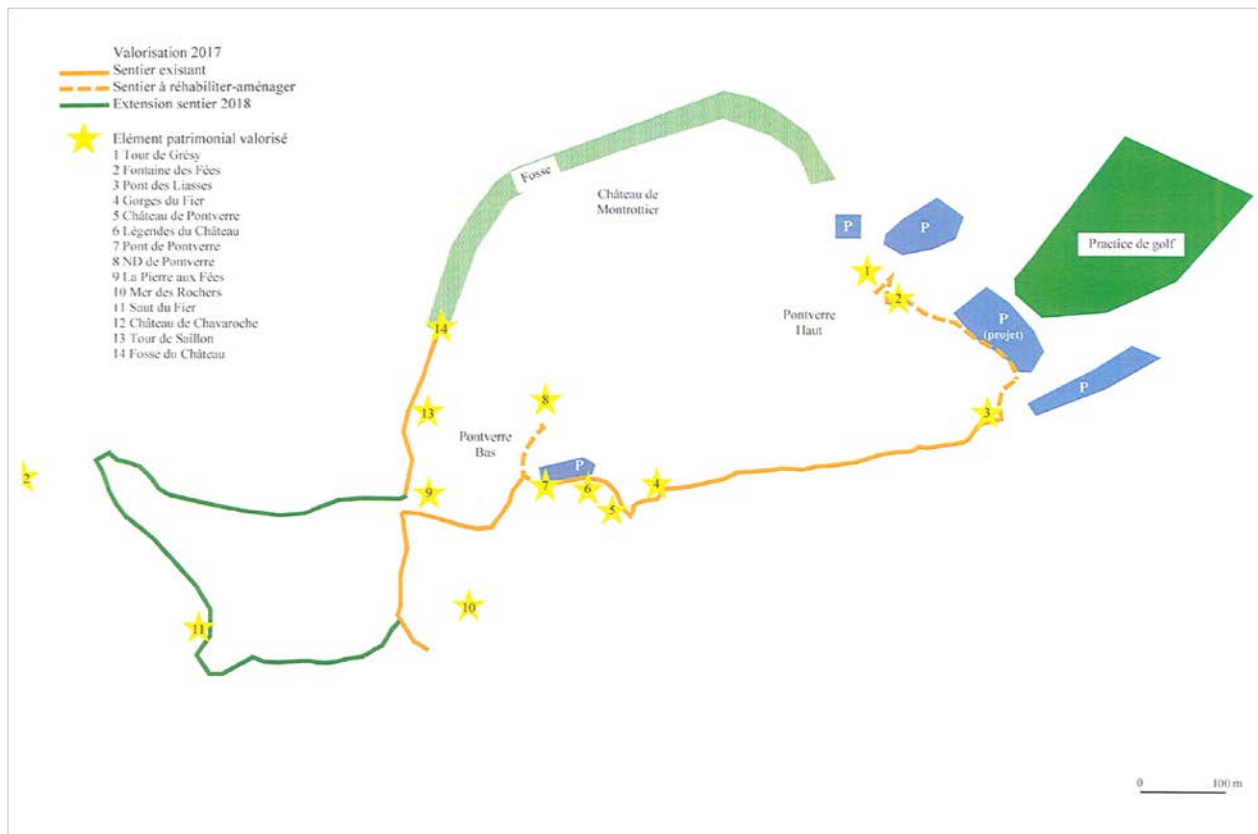 Valorisation 2017
Sentier existant
Sentier à réhabiliter-aménager
Extension sentier 2018
Elément patrimonial valorisé
1 Tour de Grésy
2 Fontaine des Fées
3 Pont des Liasses
4 Gorges du Fier
5 Château de Pontverre
6 Légendes du Château
7 Pont de Pontverre
8 ND de Pontverre
9 La Pierre aux Fées
10 Mer des Rochers
11 Saut du Fier
12 Château de Chavaroche
13 Tour de Saillon
14 Fosse du Château
Fosse
Château de
Montrottier
P
P
Practice de golf
1
2
P
(projet)
Pontverre
Haut
14
P
8
13
3
Pontverre
Bas
P
2
9
7
6
4
5
10
11
0 100 m